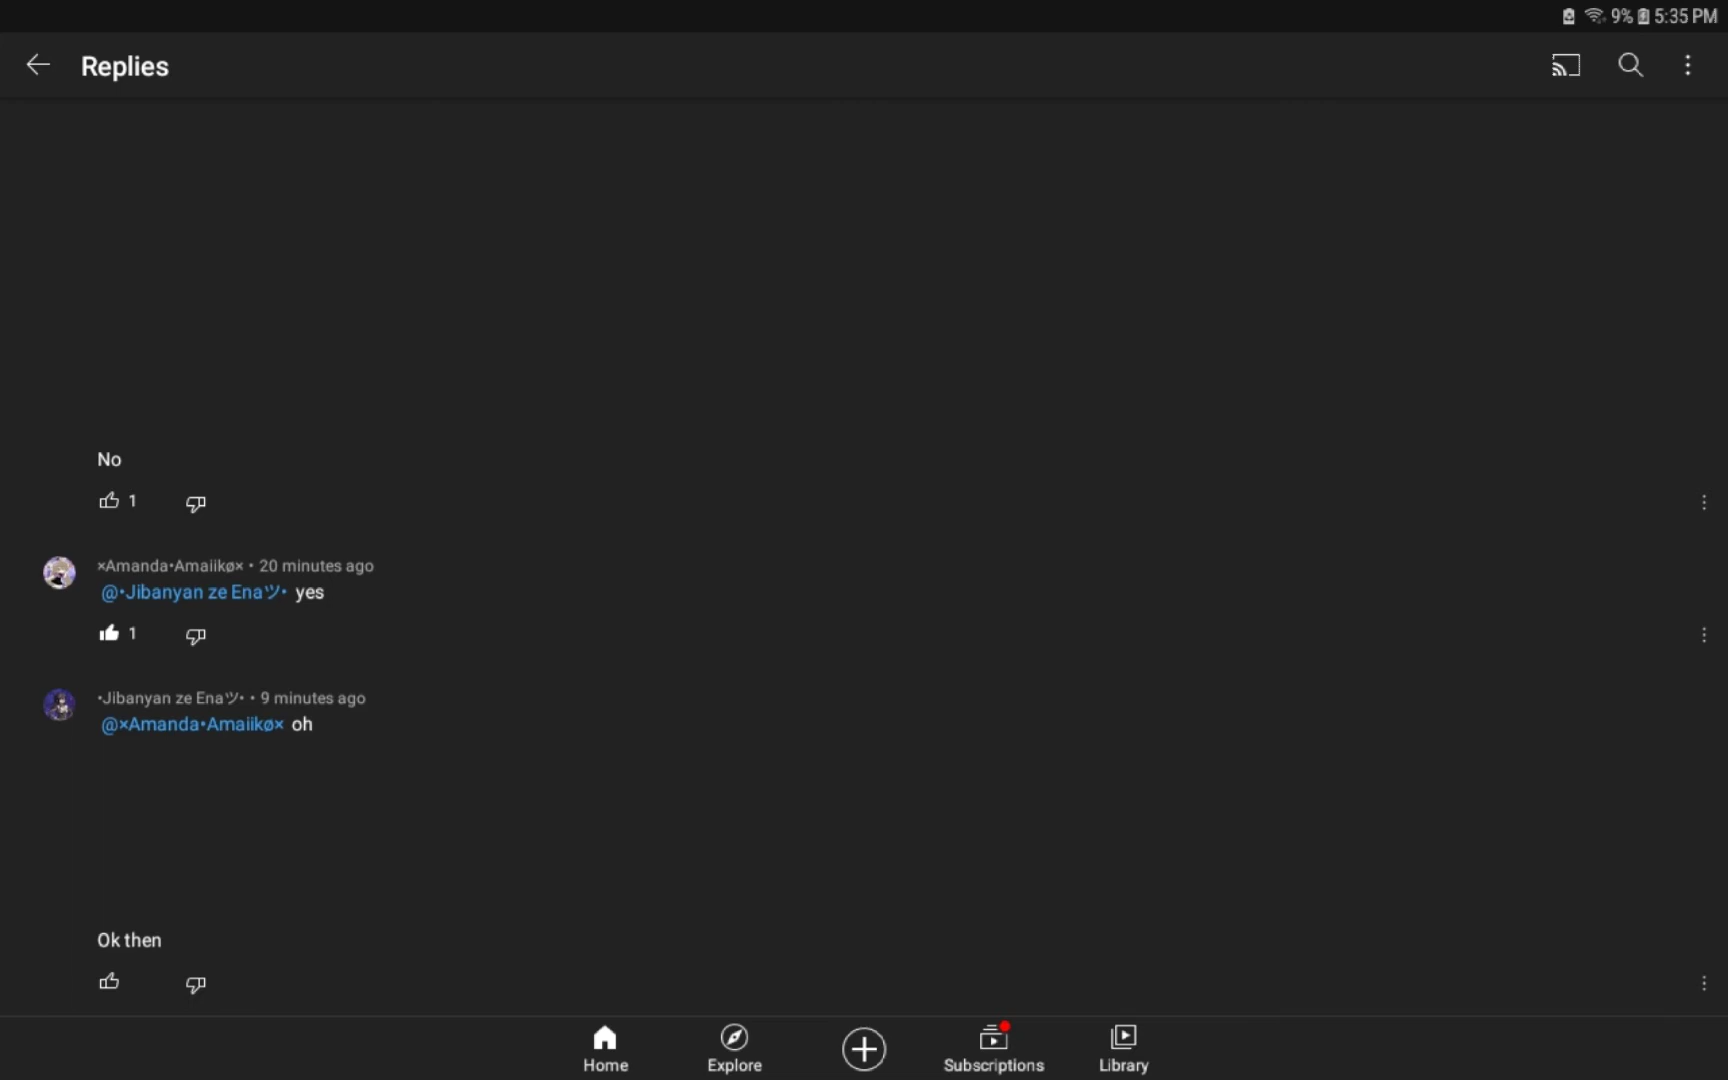 9% 5:35 PM
Replies
No
1
×Amanda•Amaiikø× • 20 minutes ago
@•Jibanyan ze Enaツ• yes
1
•Jibanyan ze Enaツ• • 9 minutes ago
@×Amanda•Amaiikø× oh
Ok then
Home Explore Subscriptions Library